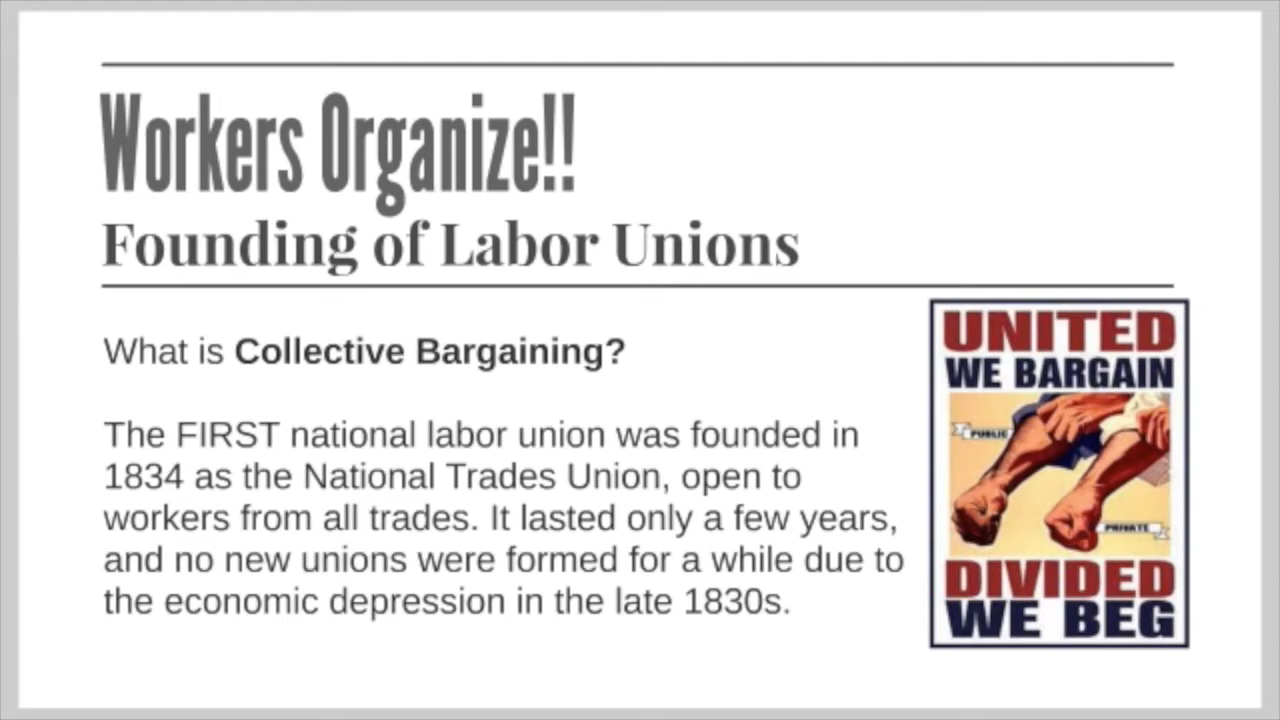 Workers Organize!!
Founding of Labor Unions
What is Collective Bargaining?
The FIRST national labor union was founded in
1834 as the National Trades Union, open to
workers from all trades. It lasted only a few years,
and no new unions were formed for a while due to
the economic depression in the late 1830s.
UNITED
WE BARGAIN
PUBLIC
PRIVATE
DIVIDED
WE BEG